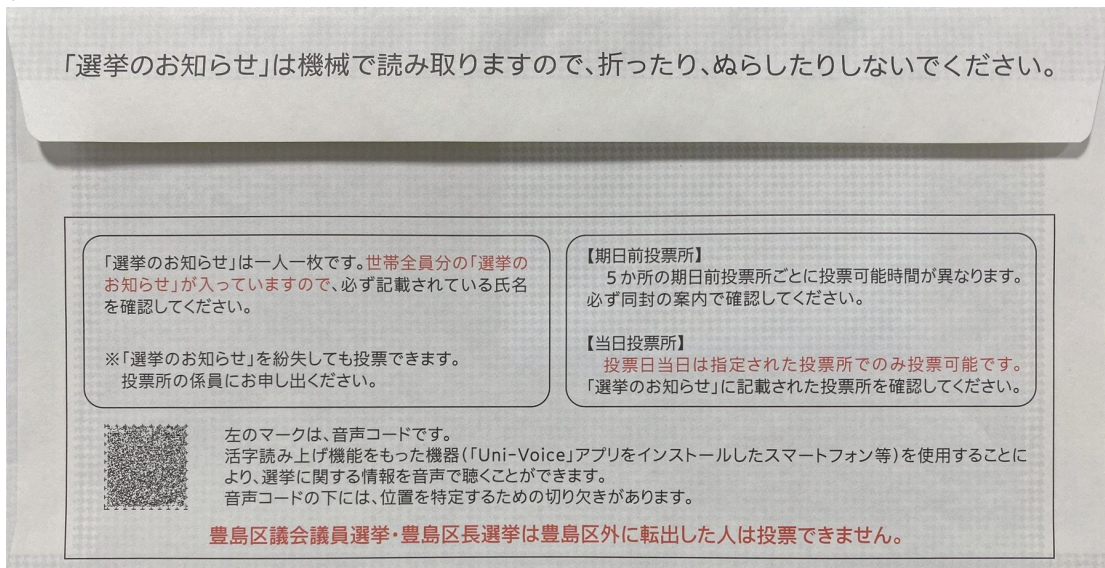 「選挙のお知らせ」は機械で読み取りますので、折ったり、ぬらしたりしないでください。
「選挙のお知らせ」は一人一枚です。世帯全員分の「選挙の
お知らせ」が入っていますので、必ず記載されている氏名
を確認してください。
※「選挙のお知らせ」を紛失しても投票できます。
投票所の係員にお申し出ください。
【期日前投票所】
５か所の期日前投票所ごとに投票可能時間が異なります。
必ず同封の案内で確認してください。
【当日投票所】
投票日当日は指定された投票所でのみ投票可能です。
「選挙のお知らせ」に記載された投票所を確認してください。
左のマークは、音声コードです。
活字読み上げ機能をもった機器(「Uni-Voice」アプリをインストールしたスマートフォン等)を使用することに
より、選挙に関する情報を音声で聴くことができます。
音声コードの下には、位置を特定するための切り欠きがあります。
豊島区議会議員選挙・豊島区長選挙は豊島区外に転出した人は投票できません。